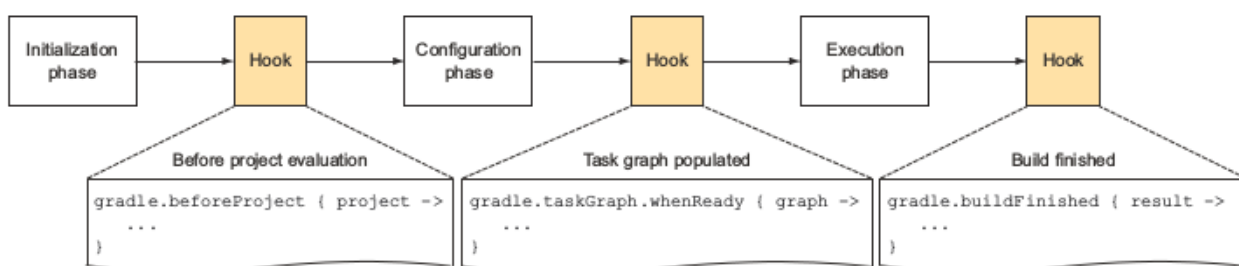 Initialization
phase
Hook
Configuration
phase
Hook
Execution
phase
Hook
Before project evaluation
gradle.beforeProject { project ->
...
}
Task graph populated
gradle.taskGraph.whenReady { graph ->
...
}
Build finished
gradle.buildFinished { result ->
...
}